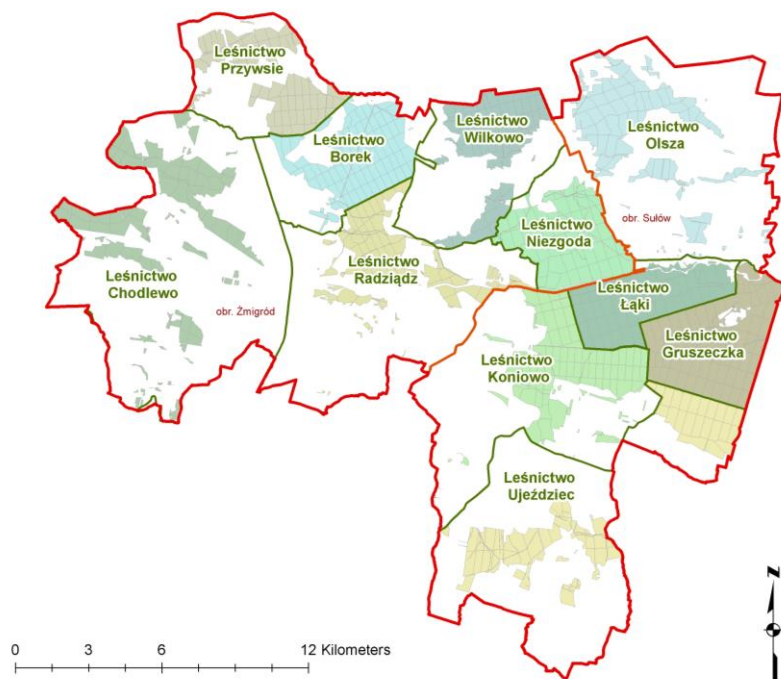 Leśnictwo
Przywsie
Leśnictwo
Borek
Leśnictwo
Wilkowo
Leśnictwo
Olsza
obr. Sułów
Leśnictwo
Niezgoda
Leśnictwo
Chodlewo
Leśnictwo
Radziądz
obr. Żmigród
Leśnictwo
Łąki
Leśnictwo
Gruszeczka
Leśnictwo
Koniowo
Leśnictwo
Ujeździec
0 3 6 12 Kilometers
N